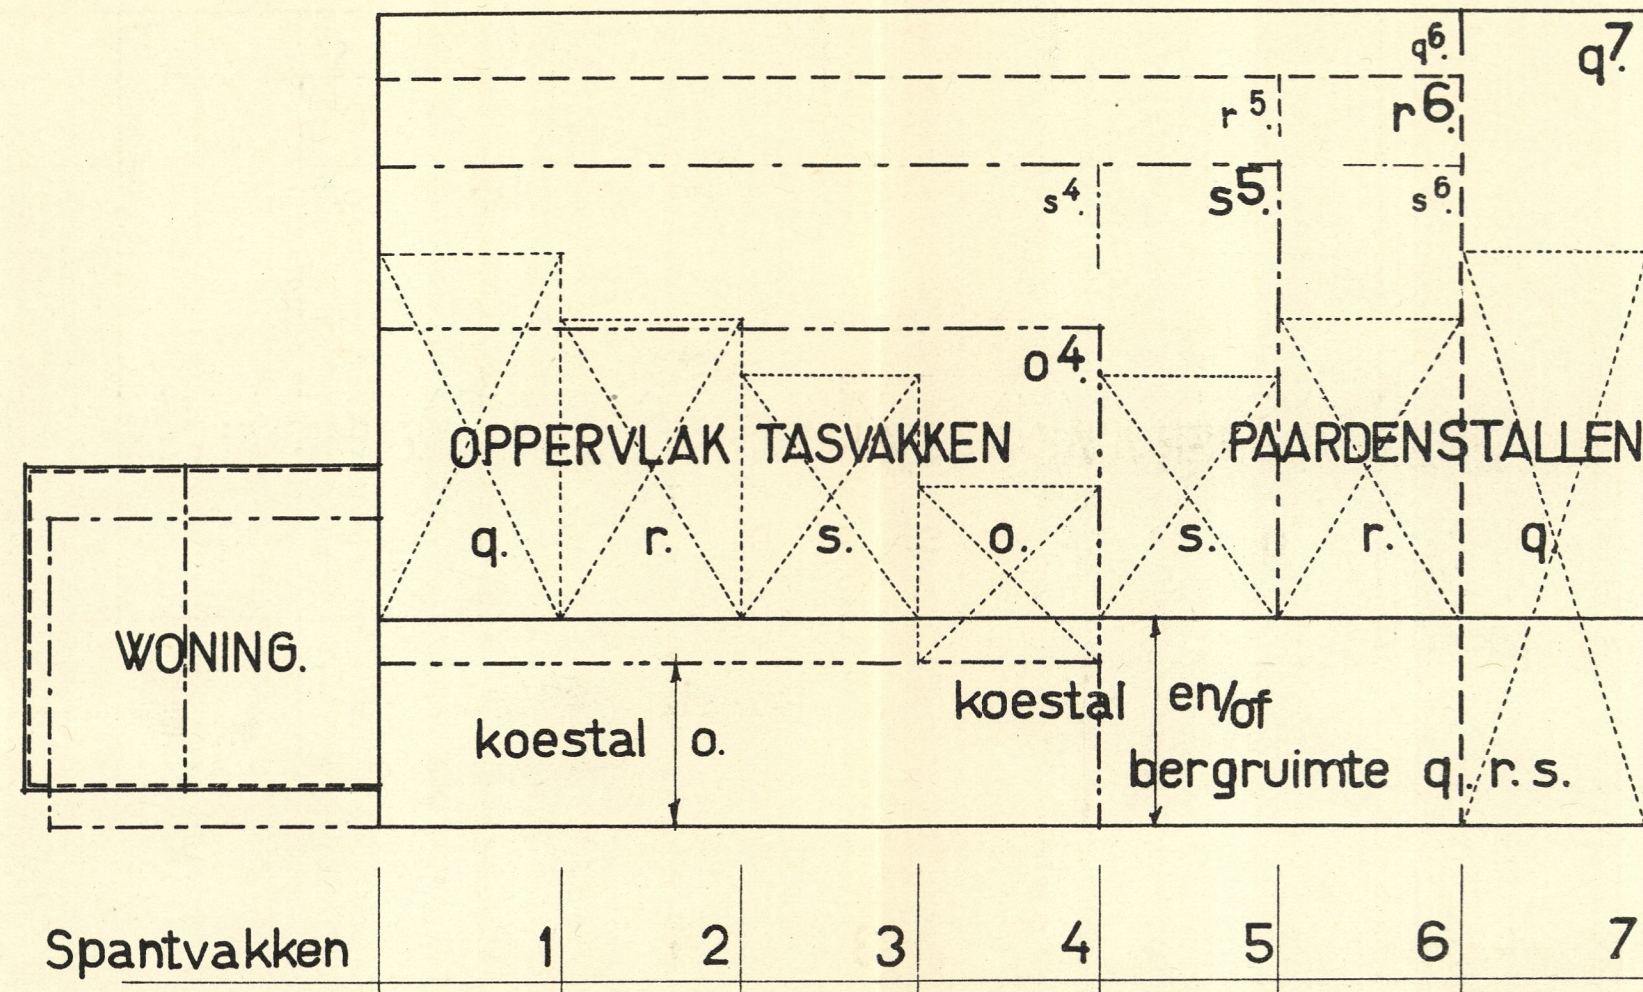 q⁶. q⁷.
r⁵. r⁶.
s⁴. s⁵. s⁶.
o⁴.
OPPERVLAK TASVAKKEN PAARDENSTALLEN
q. r. s. o. s. r. q.
WONING.
koestal en/of
koestal o.
bergruimte q. r. s.
Spantvakken 1 2 3 4 5 6 7